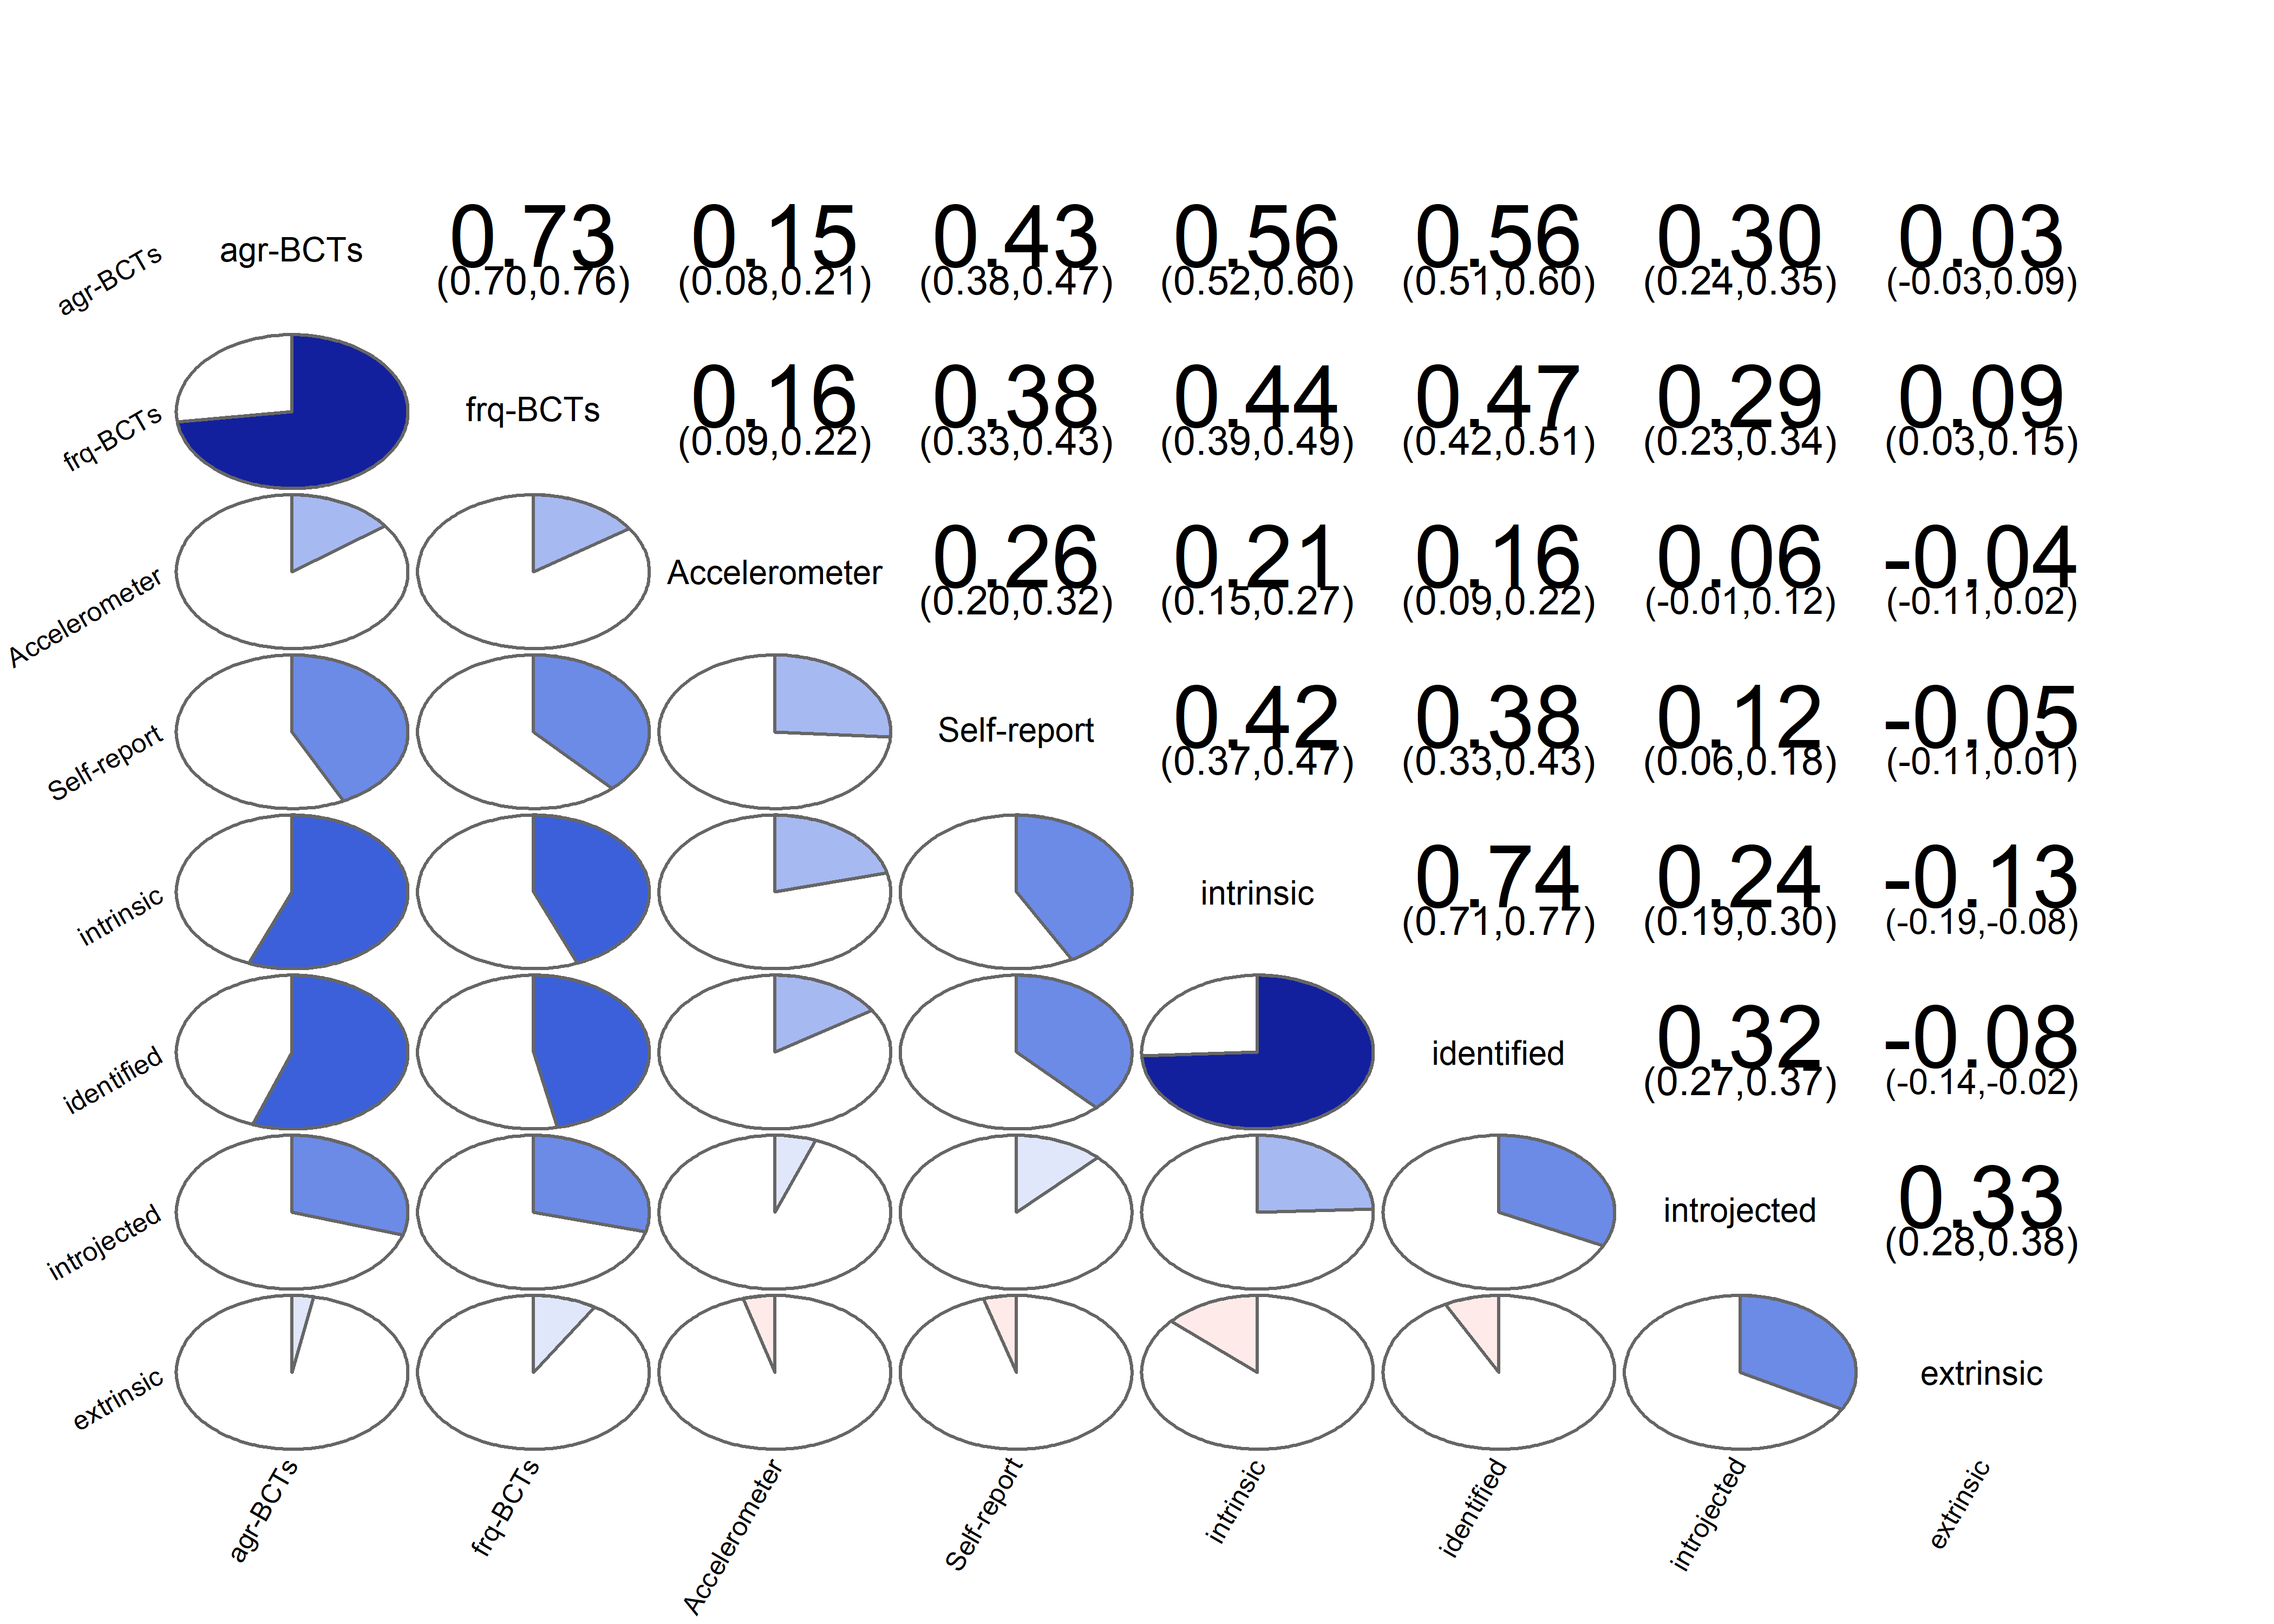 agr-BCTs agr-BCTs 0.73 0.15 0.43 0.56 0.56 0.30 0.03
(0.70,0.76) (0.08,0.21) (0.38,0.47) (0.52,0.60) (0.51,0.60) (0.24,0.35) (-0.03,0.09)
frq-BCTs frq-BCTs 0.16 0.38 0.44 0.47 0.29 0.09
(0.09,0.22) (0.33,0.43) (0.39,0.49) (0.42,0.51) (0.23,0.34) (0.03,0.15)
Accelerometer Accelerometer 0.26 0.21 0.16 0.06 -0.04
(0.20,0.32) (0.15,0.27) (0.09,0.22) (-0.01,0.12) (-0.11,0.02)
Self-report Self-report 0.42 0.38 0.12 -0.05
(0.37,0.47) (0.33,0.43) (0.06,0.18) (-0.11,0.01)
intrinsic intrinsic 0.74 0.24 -0.13
(0.71,0.77) (0.19,0.30) (-0.19,-0.08)
identified identified 0.32 -0.08
(0.27,0.37) (-0.14,-0.02)
introjected introjected 0.33
(0.28,0.38)
extrinsic extrinsic
agr-BCTs frq-BCTs Accelerometer Self-report intrinsic identified introjected extrinsic